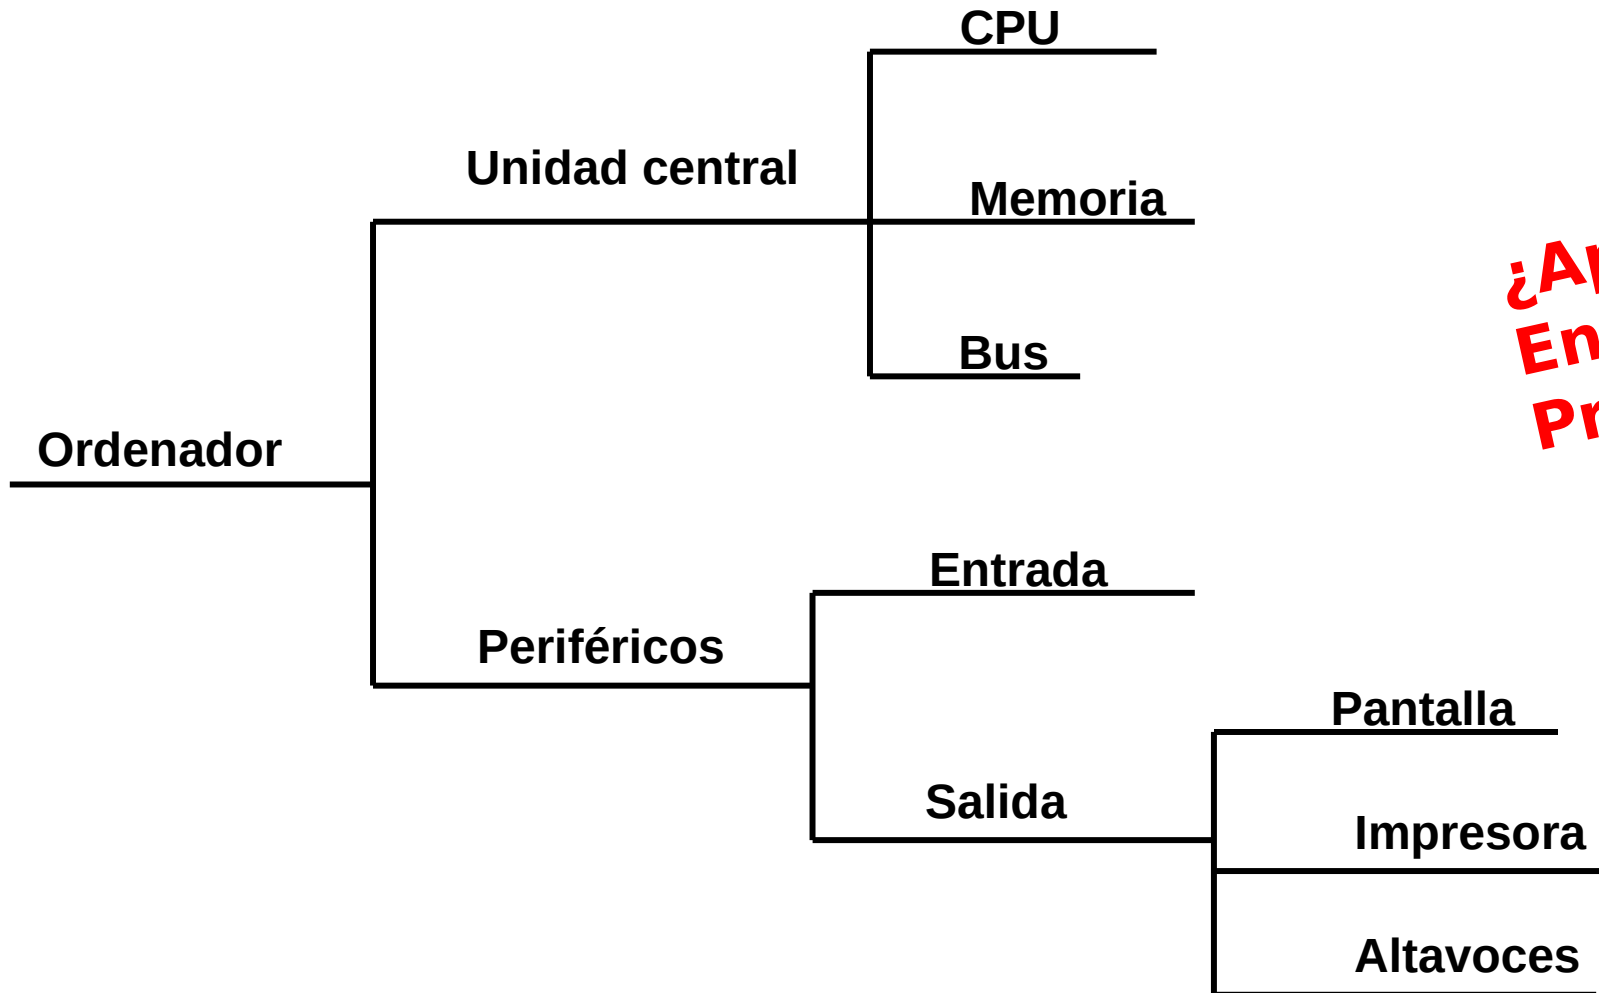 CPU
Unidad central
Memoria
Bus
Ordenador
Entrada
Periféricos
Pantalla
Salida
Impresora
Altavoces